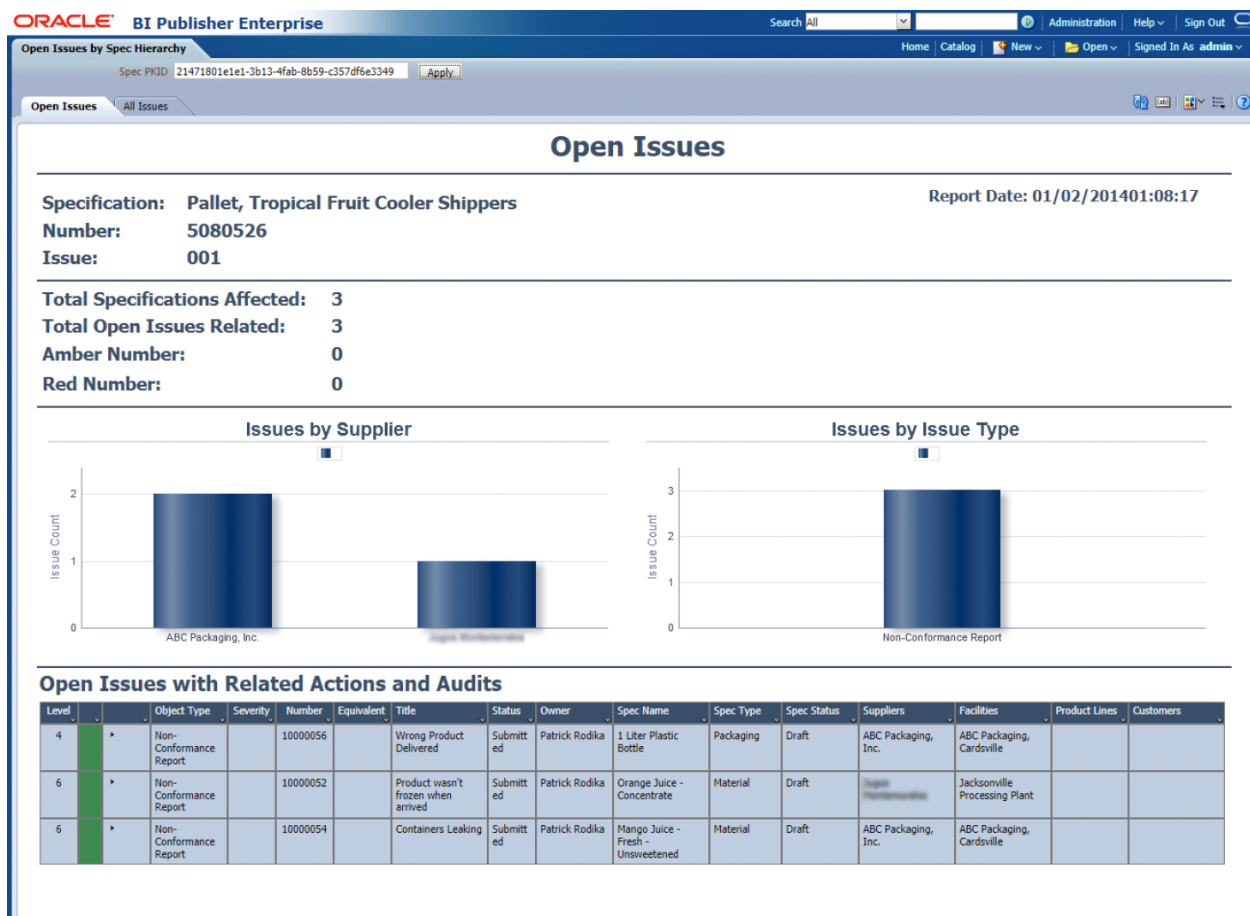 ORACLE BI Publisher Enterprise
Search All
Administration Help Sign Out
Open Issues by Spec Hierarchy
Home Catalog New Open Signed In As admin
Spec PKID 21471801e1e1-3b13-4fab-8b59-c357df6e3349 Apply
Open Issues All Issues
Open Issues
Specification: Pallet, Tropical Fruit Cooler Shippers
Report Date: 01/02/201401:08:17
Number: 5080526
Issue: 001
Total Specifications Affected: 3
Total Open Issues Related: 3
Amber Number: 0
Red Number: 0
Issues by Supplier
Issue Count
2
1
0
ABC Packaging, Inc.
Issues by Issue Type
Issue Count
3
2
1
0
Non-Conformance Report
Open Issues with Related Actions and Audits
Level Object Type Severity Number Equivalent Title Status Owner Spec Name Spec Type Spec Status Suppliers Facilities Product Lines Customers
4 Non- 10000056 Wrong Product Submitt Patrick Rodika 1 Liter Plastic Packaging Draft ABC Packaging, ABC Packaging,
Conformance Delivered ed Bottle Inc. Cardsville
Report
6 Non- 10000052 Product wasn't Submitt Patrick Rodika Orange Juice - Material Draft Jacksonville
Conformance frozen when ed Concentrate Processing Plant
Report arrived
6 Non- 10000054 Containers Leaking Submitt Patrick Rodika Mango Juice - Material Draft ABC Packaging, ABC Packaging,
Conformance ed Fresh - Inc. Cardsville
Report Unsweetened